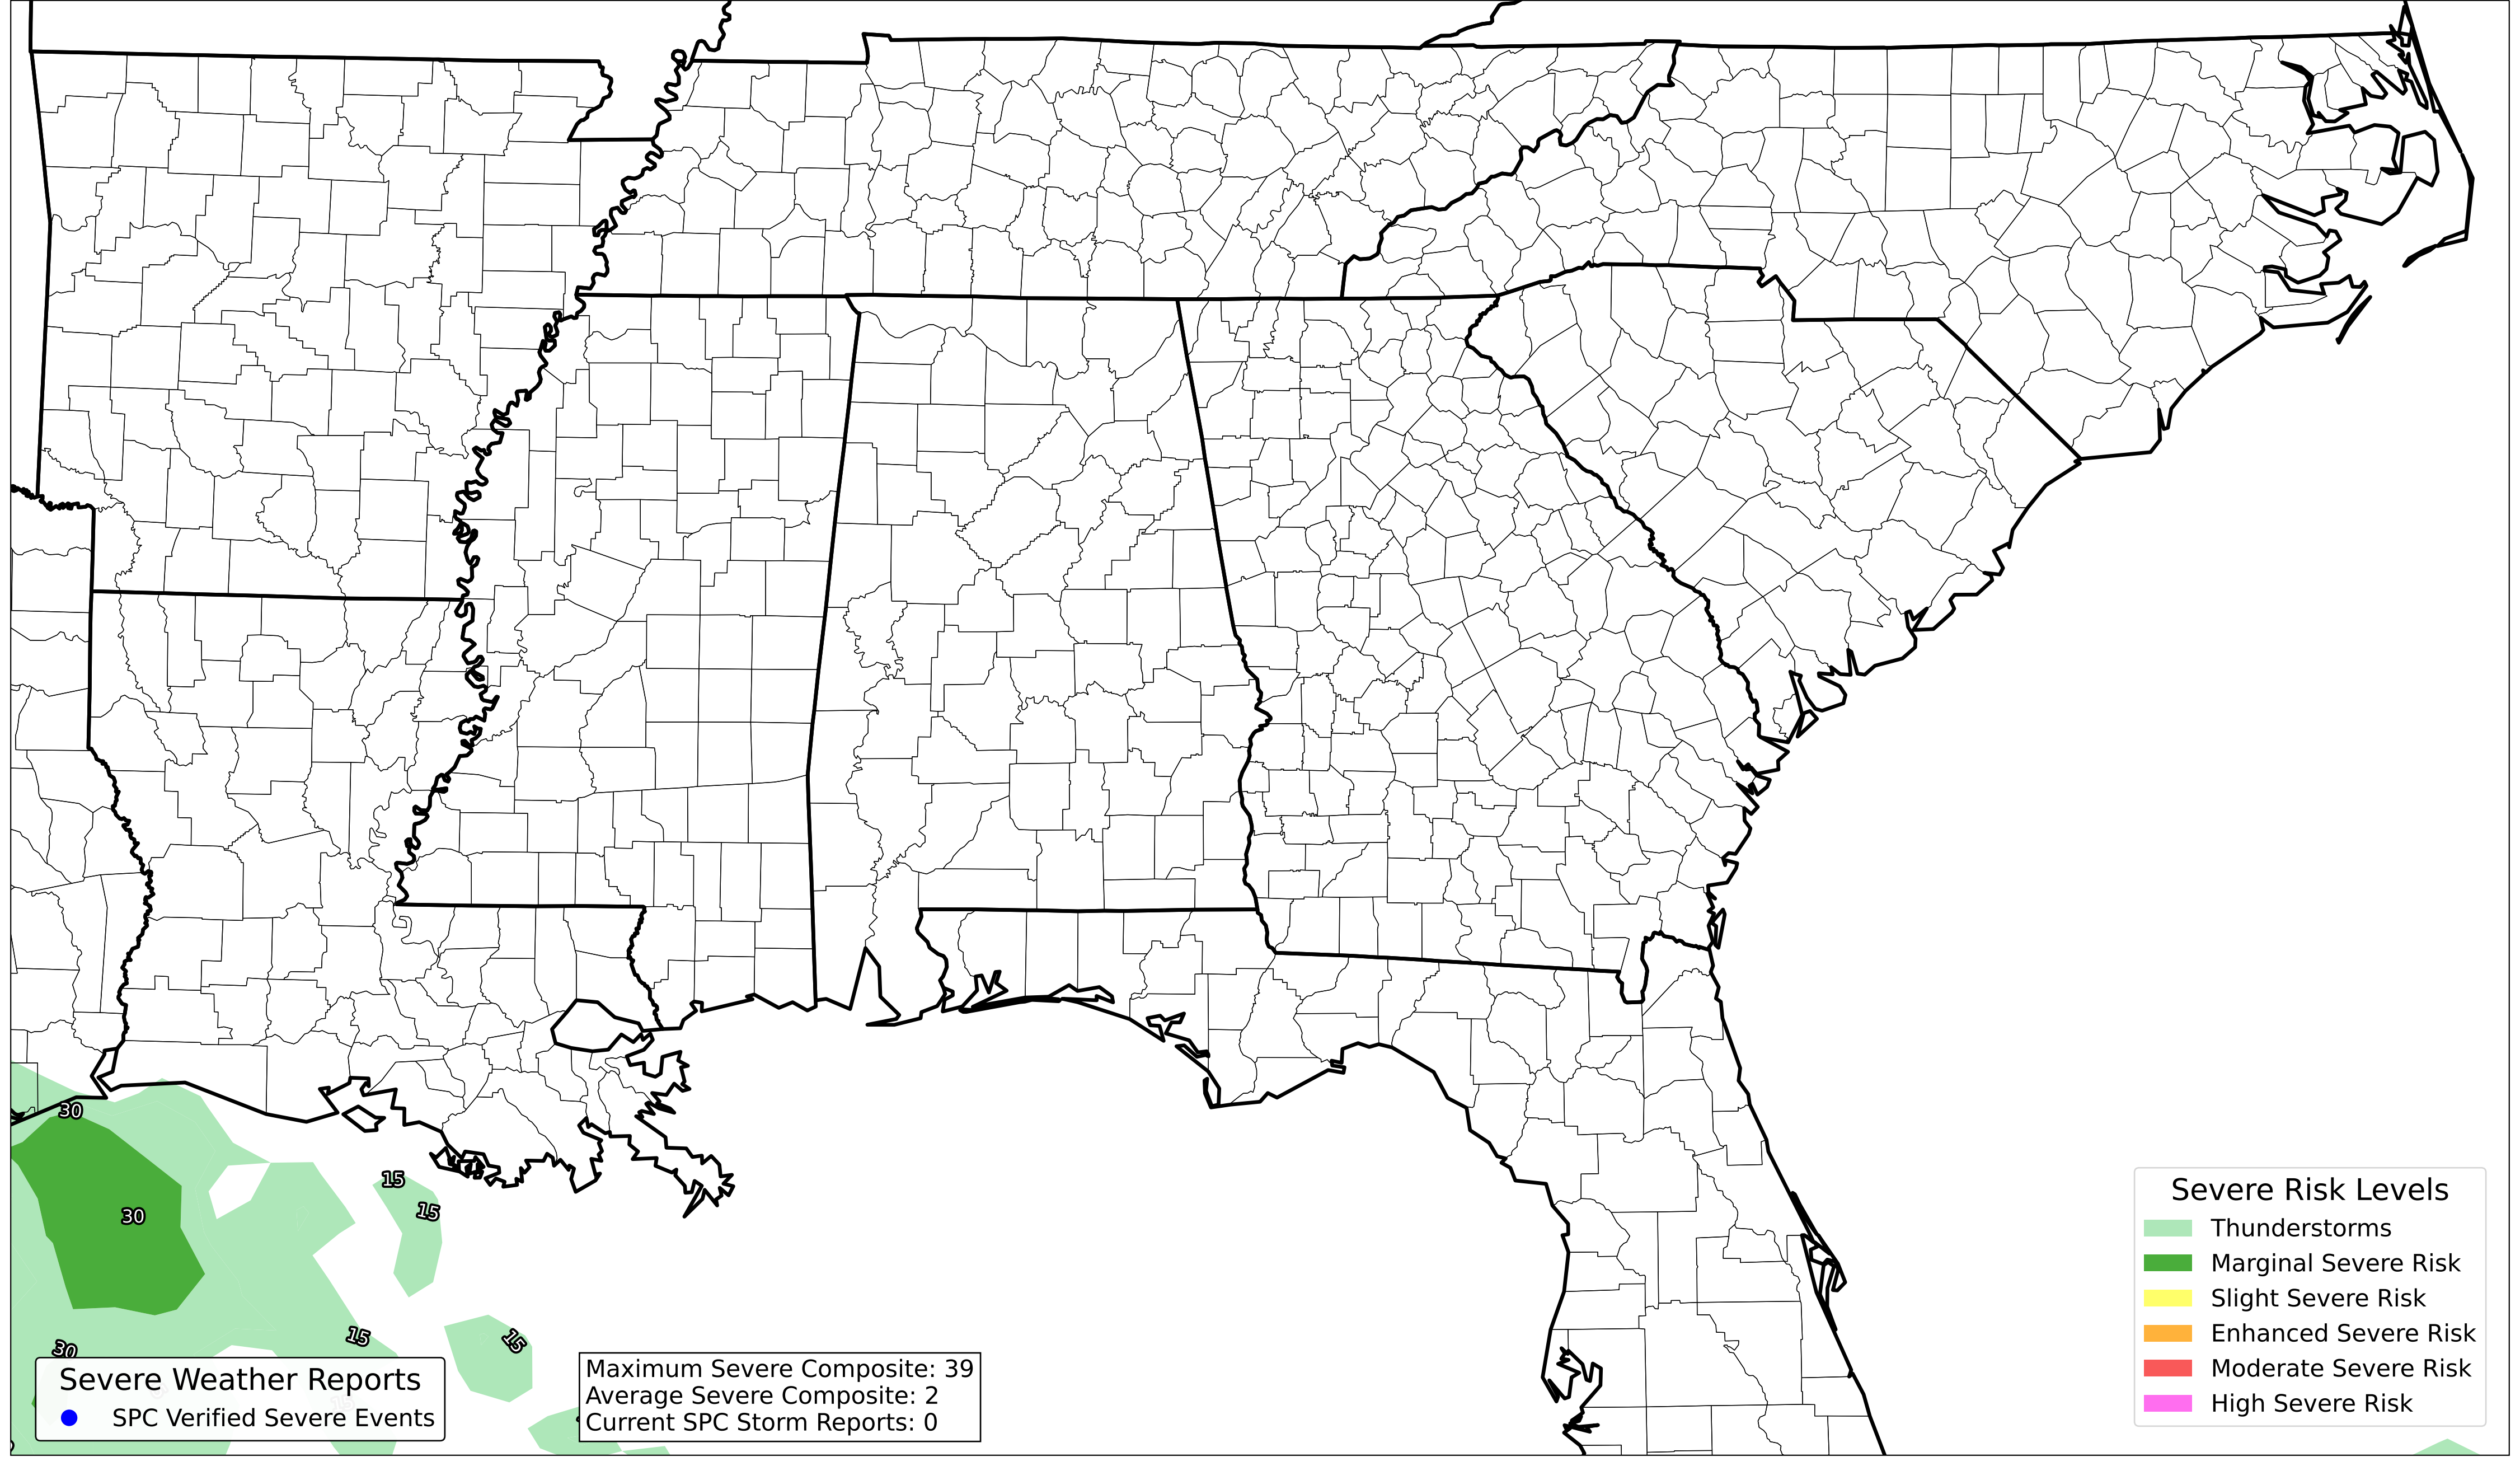 30
30
15
15
30
15
15
Severe Weather Reports
SPC Verified Severe Events
Maximum Severe Composite: 39
Average Severe Composite: 2
Current SPC Storm Reports: 0
Severe Risk Levels
Thunderstorms
Marginal Severe Risk
Slight Severe Risk
Enhanced Severe Risk
Moderate Severe Risk
High Severe Risk